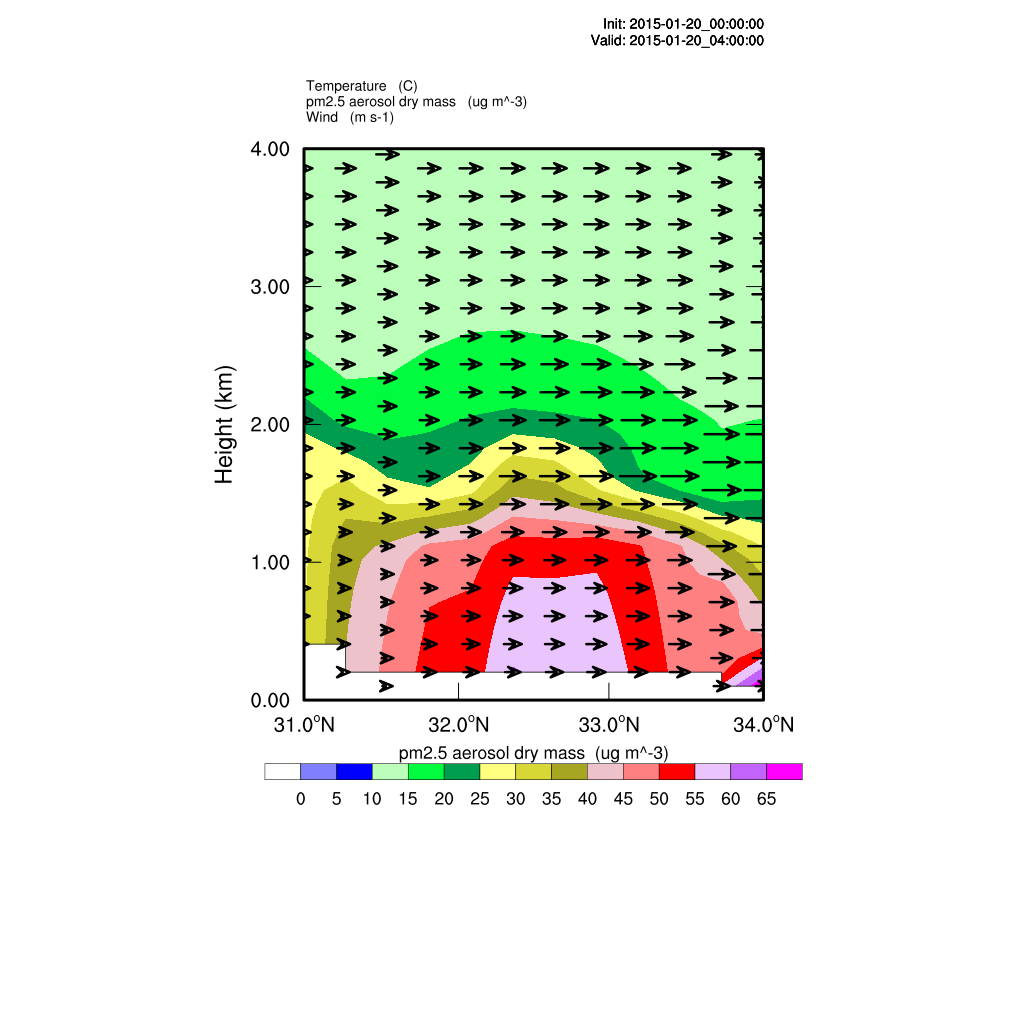 Init: 2015-01-20_00:00:00
Valid: 2015-01-20_04:00:00
Temperature (C)
pm2.5 aerosol dry mass (ug m^-3)
Wind (m s-1)
4.00
3.00
2.00
1.00
0.00
Height (km)
31.0°N 32.0°N 33.0°N 34.0°N
pm2.5 aerosol dry mass (ug m^-3)
0 5 10 15 20 25 30 35 40 45 50 55 60 65